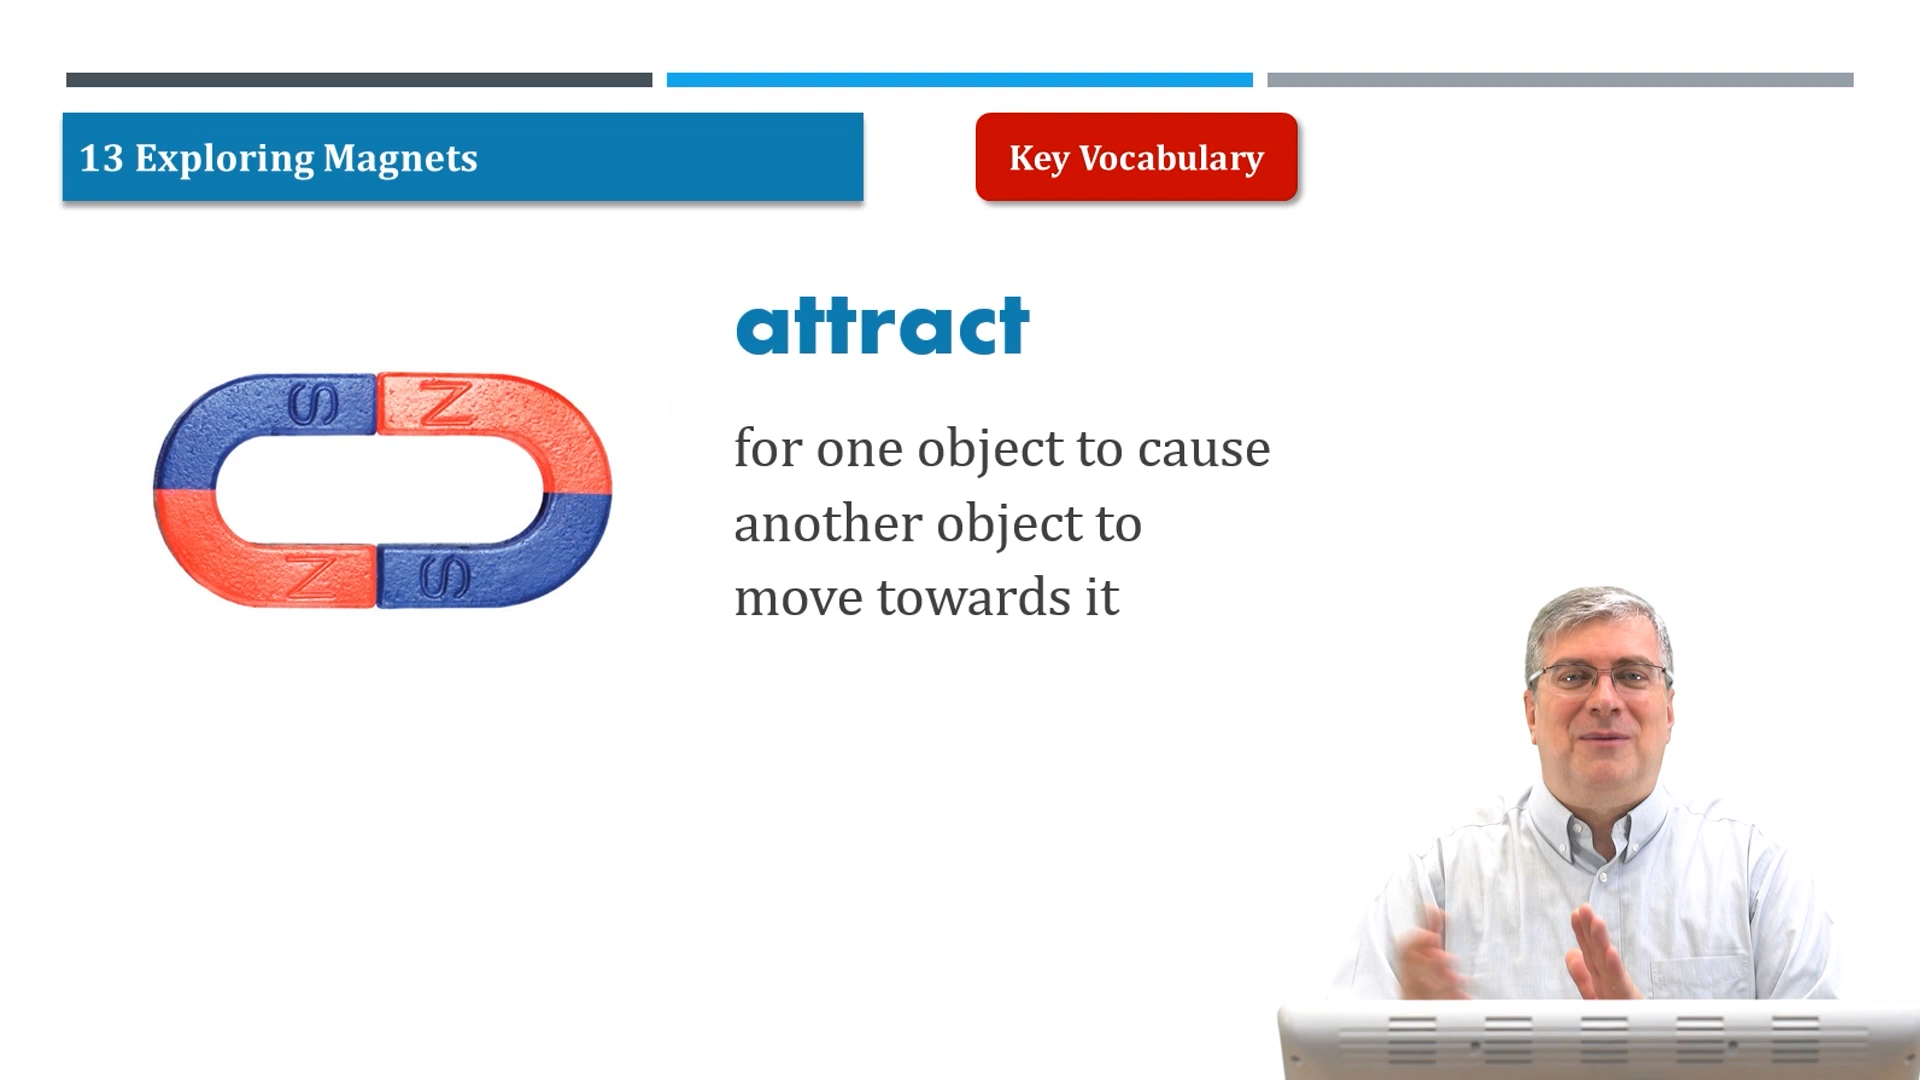 13 Exploring Magnets
Key Vocabulary
attract
for one object to cause
another object to
move towards it
S N
N S